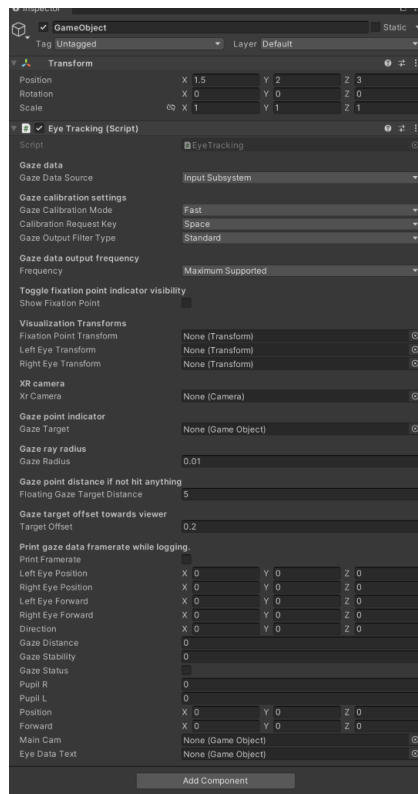 Inspector
GameObject Static
Tag Untagged Layer Default
Transform
Position X 1.5 Y 2 Z 3
Rotation X 0 Y 0 Z 0
Scale X 1 Y 1 Z 1
# Eye Tracking (Script)
Script # EyeTracking
Gaze data
Gaze Data Source Input Subsystem
Gaze calibration settings
Gaze Calibration Mode Fast
Calibration Request Key Space
Gaze Output Filter Type Standard
Gaze data output frequency
Frequency Maximum Supported
Toggle fixation point indicator visibility
Show Fixation Point
Visualization Transforms
Fixation Point Transform None (Transform)
Left Eye Transform None (Transform)
Right Eye Transform None (Transform)
XR camera
Xr Camera None (Camera)
Gaze point indicator
Gaze Target None (Game Object)
Gaze ray radius
Gaze Radius 0.01
Gaze point distance if not hit anything
Floating Gaze Target Distance 5
Gaze target offset towards viewer
Target Offset 0.2
Print gaze data framerate while logging.
Print Framerate
Left Eye Position X 0 Y 0 Z 0
Right Eye Position X 0 Y 0 Z 0
Left Eye Forward X 0 Y 0 Z 0
Right Eye Forward X 0 Y 0 Z 0
Direction X 0 Y 0 Z 0
Gaze Distance 0
Gaze Stability 0
Gaze Status
Pupil R 0
Pupil L 0
Position X 0 Y 0 Z 0
Forward X 0 Y 0 Z 0
Main Cam None (Game Object)
Eye Data Text None (Game Object)
Add Component